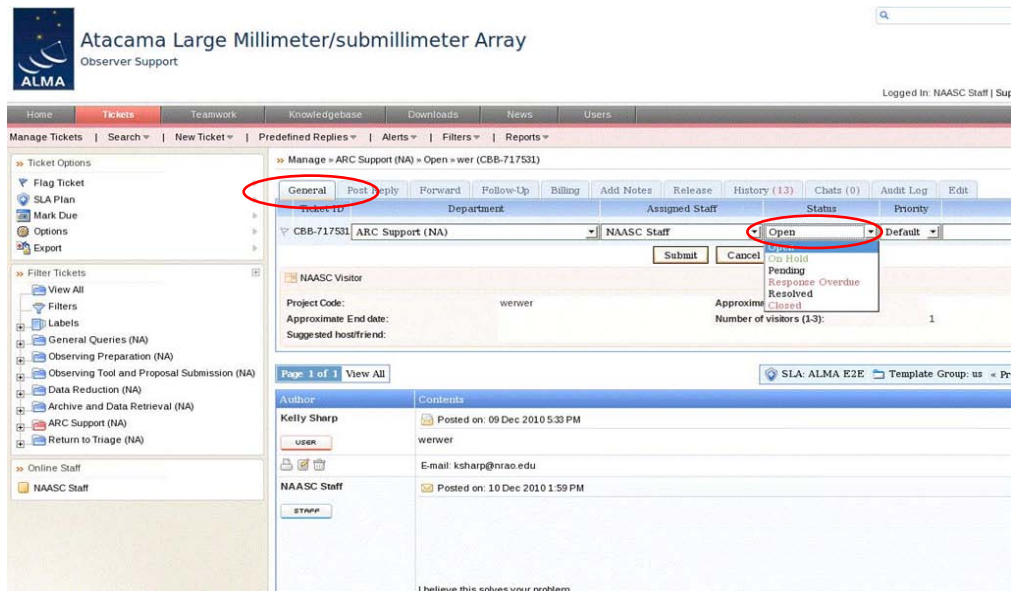 Atacama Large Millimeter/submillimeter Array
Observer Support
ALMA
Logged In: NAASC Staff | Sup
Home Tickets Teamwork Knowledgebase Downloads News Users
Manage Tickets | Search | New Ticket | Predefined Replies | Alerts | Filters | Reports
» Ticket Options
Flag Ticket
SLA Plan
Mark Due
Options
Export
» Filter Tickets
View All
Filters
Labels
General Queries (NA)
Observing Preparation (NA)
Observing Tool and Proposal Submission (NA)
Data Reduction (NA)
Archive and Data Retrieval (NA)
ARC Support (NA)
Return to Triage (NA)
» Online Staff
NAASC Staff
» Manage » ARC Support (NA) » Open » wer (CBB-717531)
General Post Reply Forward Follow-Up Billing Add Notes Release History (13) Chats (0) Audit Log Edit
Ticket ID Department Assigned Staff Status Priority
CBB-717531 ARC Support (NA) NAASC Staff Open Default
Submit Cancel
Open
On Hold
Pending
Response Overdue
Resolved
Closed
NAASC Visitor
Project Code: werwer Approxima
Approximate End date: Number of visitors (1-3): 1
Suggested host/friend:
Page 1 of 1 View All
SLA: ALMA E2E Template Group: us « Pr
Author Contents
Kelly Sharp Posted on: 09 Dec 2010 5:33 PM
USER werwer
E-mail: ksharp@nrao.edu
NAASC Staff Posted on: 10 Dec 2010 1:59 PM
STAFF
I believe this solves your problem